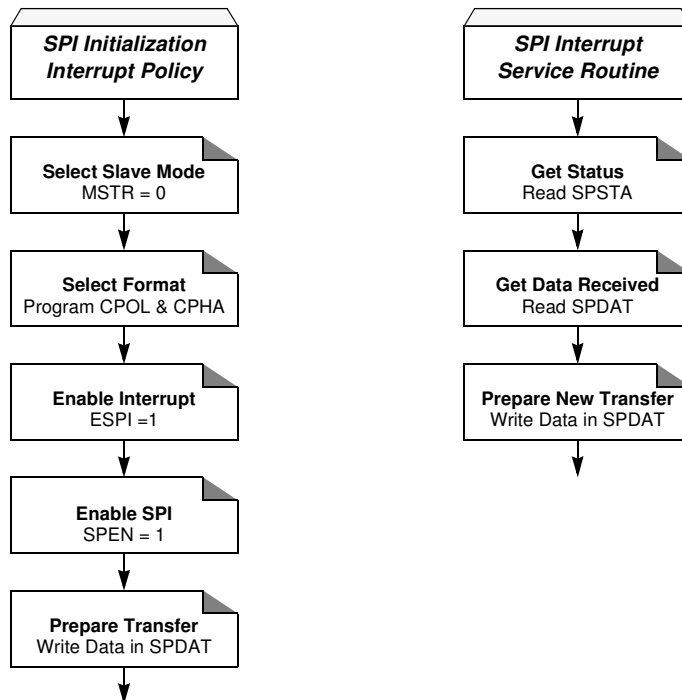 SPI Initialization
Interrupt Policy
Select Slave Mode
MSTR = 0
Select Format
Program CPOL & CPHA
Enable Interrupt
ESPI =1
Enable SPI
SPEN = 1
Prepare Transfer
Write Data in SPDAT
SPI Interrupt
Service Routine
Get Status
Read SPSTA
Get Data Received
Read SPDAT
Prepare New Transfer
Write Data in SPDAT